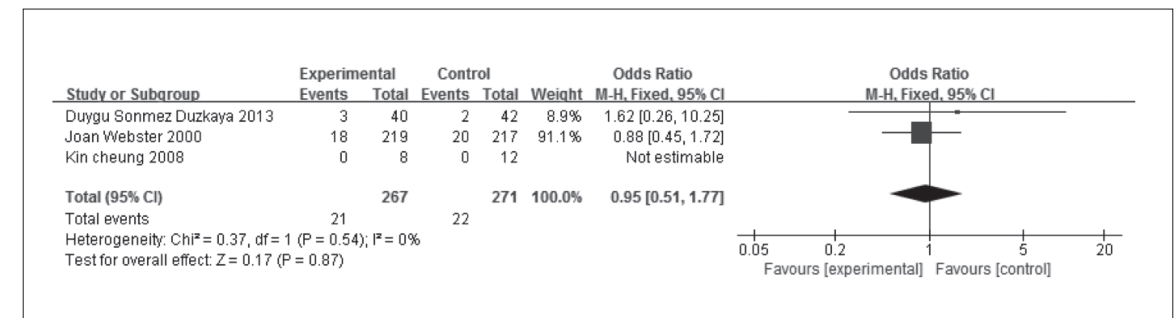 Experimental Control Odds Ratio Odds Ratio
Study or Subgroup Events Total Events Total Weight M-H, Fixed, 95% CI M-H, Fixed, 95% CI
Duygu Sonmez Duzkaya 2013 3 40 2 42 8.9% 1.62 [0.26, 10.25]
Joan Webster 2000 18 219 20 217 91.1% 0.88 [0.45, 1.72]
Kin cheung 2008 0 8 0 12 Not estimable
Total (95% CI) 267 271 100.0% 0.95 [0.51, 1.77]
Total events 21 22
Heterogeneity: Chi² = 0.37, df = 1 (P = 0.54); I² = 0%
Test for overall effect: Z = 0.17 (P = 0.87)
0.05 0.2 1 5 20
Favours [experimental] Favours [control]